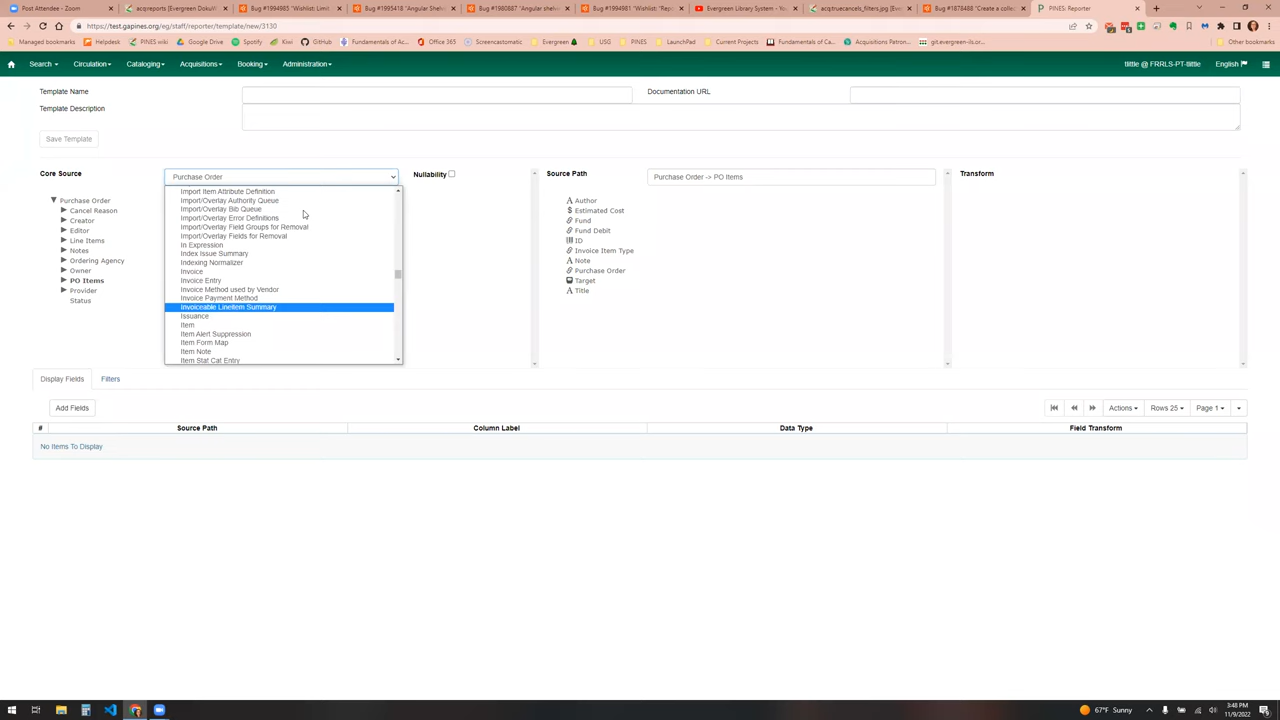 Post Attendee - Zoom
acqreports [Evergreen DokuW
Bug #1994985 "Wishlist: Limit
Bug #1995418 "Angular Shelvi
Bug #1980887 "Angular shelve
Bug #1994981 "Wishlist: "Rep
Evergreen Library System - You
acqtruecancels_filters.jpg [Eve
Bug #1878488 "Create a collec
PINES: Reporter
https://test.gapines.org/eg/staff/reporter/template/new/3130
Managed bookmarks
Helpdesk
PINES wiki
Google Drive
Spotify
Kiwi
GitHub
Fundamentals of Ac...
Office 365
Screencastomatic
Evergreen
USG
PINES
LaunchPad
Current Projects
Fundamentals of Ca...
Acquisitions Patron...
git.evergreen-ils.or...
Other bookmarks
Search
Circulation
Cataloging
Acquisitions
Booking
Administration
tlittle @ FRRLS-PT-tlittle
English
Template Name
Documentation URL
Template Description
Save Template
Core Source
Purchase Order
Nullability
Source Path
Purchase Order -> PO Items
Transform
Purchase Order
Cancel Reason
Creator
Editor
Line Items
Notes
Ordering Agency
Owner
PO Items
Provider
Status
Import Item Attribute Definition
Import/Overlay Authority Queue
Import/Overlay Bib Queue
Import/Overlay Error Definitions
Import/Overlay Field Groups for Removal
Import/Overlay Fields for Removal
In Expression
Index Issue Summary
Indexing Normalizer
Invoice
Invoice Entry
Invoice Method used by Vendor
Invoice Payment Method
Invoiceable Lineitem Summary
Issuance
Item
Item Alert Suppression
Item Form Map
Item Note
Item Stat Cat Entry
Author
Estimated Cost
Fund
Fund Debit
ID
Invoice Item Type
Note
Purchase Order
Target
Title
Display Fields
Filters
Add Fields
Actions
Rows 25
Page 1
#
Source Path
Column Label
Data Type
Field Transform
No Items To Display
67°F Sunny
3:48 PM
11/9/2022